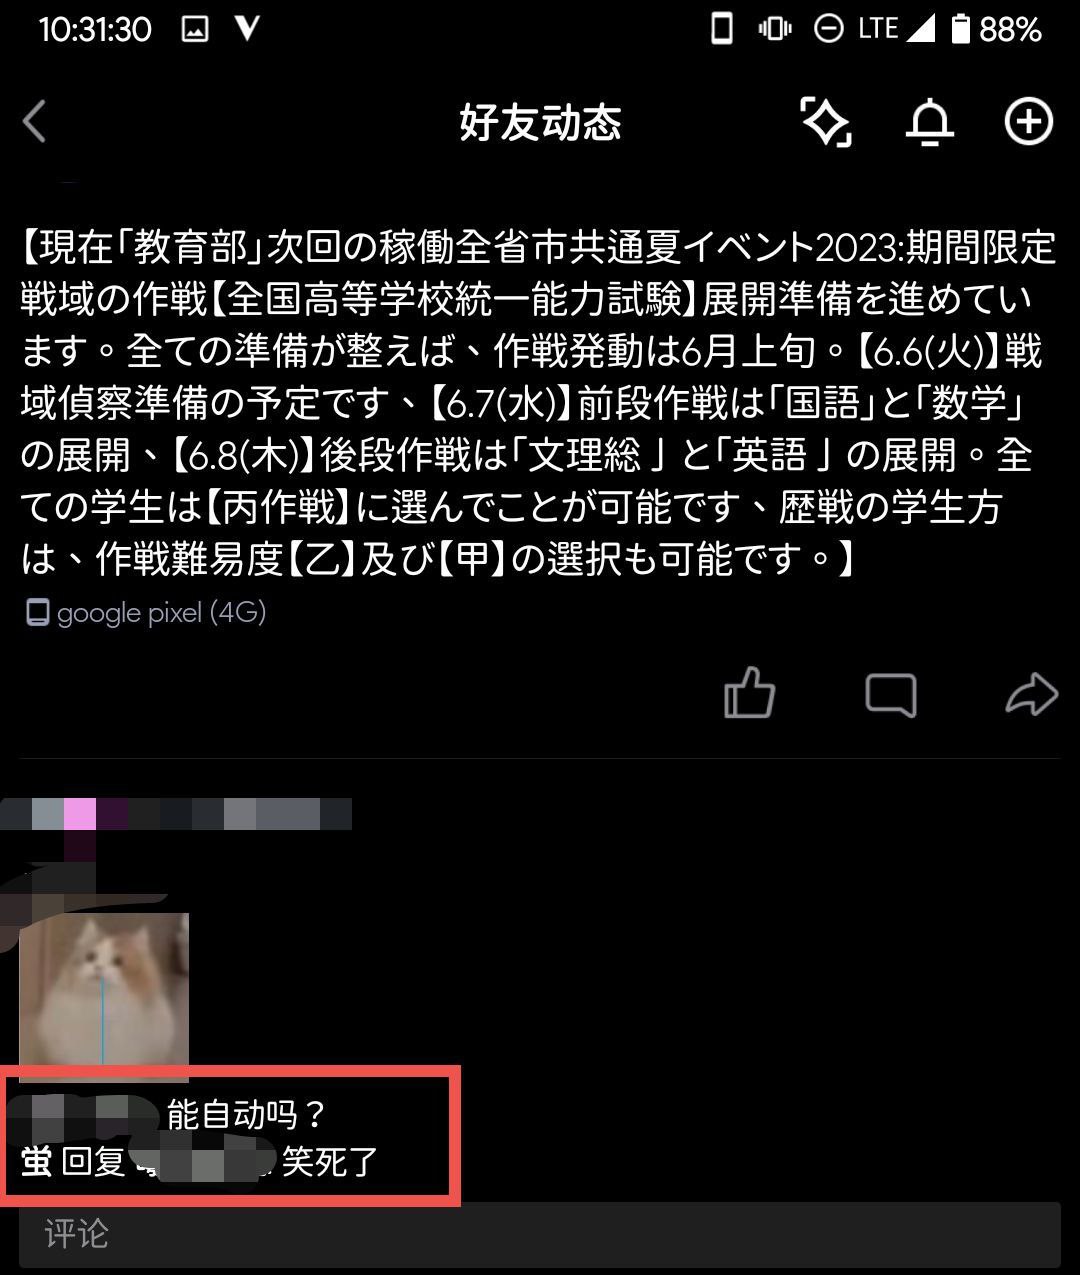 10:31:30 LTE 88%
好友动态
【現在「教育部」次回の稼働全省市共通夏イベント2023:期間限定
戦域の作戦【全国高等学校統一能力試験】展開準備を進めてい
ます。全ての準備が整えば、作戦発動は6月上旬。【6.6(火)】戦
域偵察準備の予定です、【6.7(水)】前段作戦は「国語」と「数学」
の展開、【6.8(木)】後段作戦は「文理総」と「英語」の展開。全
ての学生は【丙作戦】に選んでことが可能です、歴戦の学生方
は、作戦難易度【乙】及び【甲】の選択も可能です。】
google pixel (4G)
能自动吗？
蛍 回复 笑死了
评论